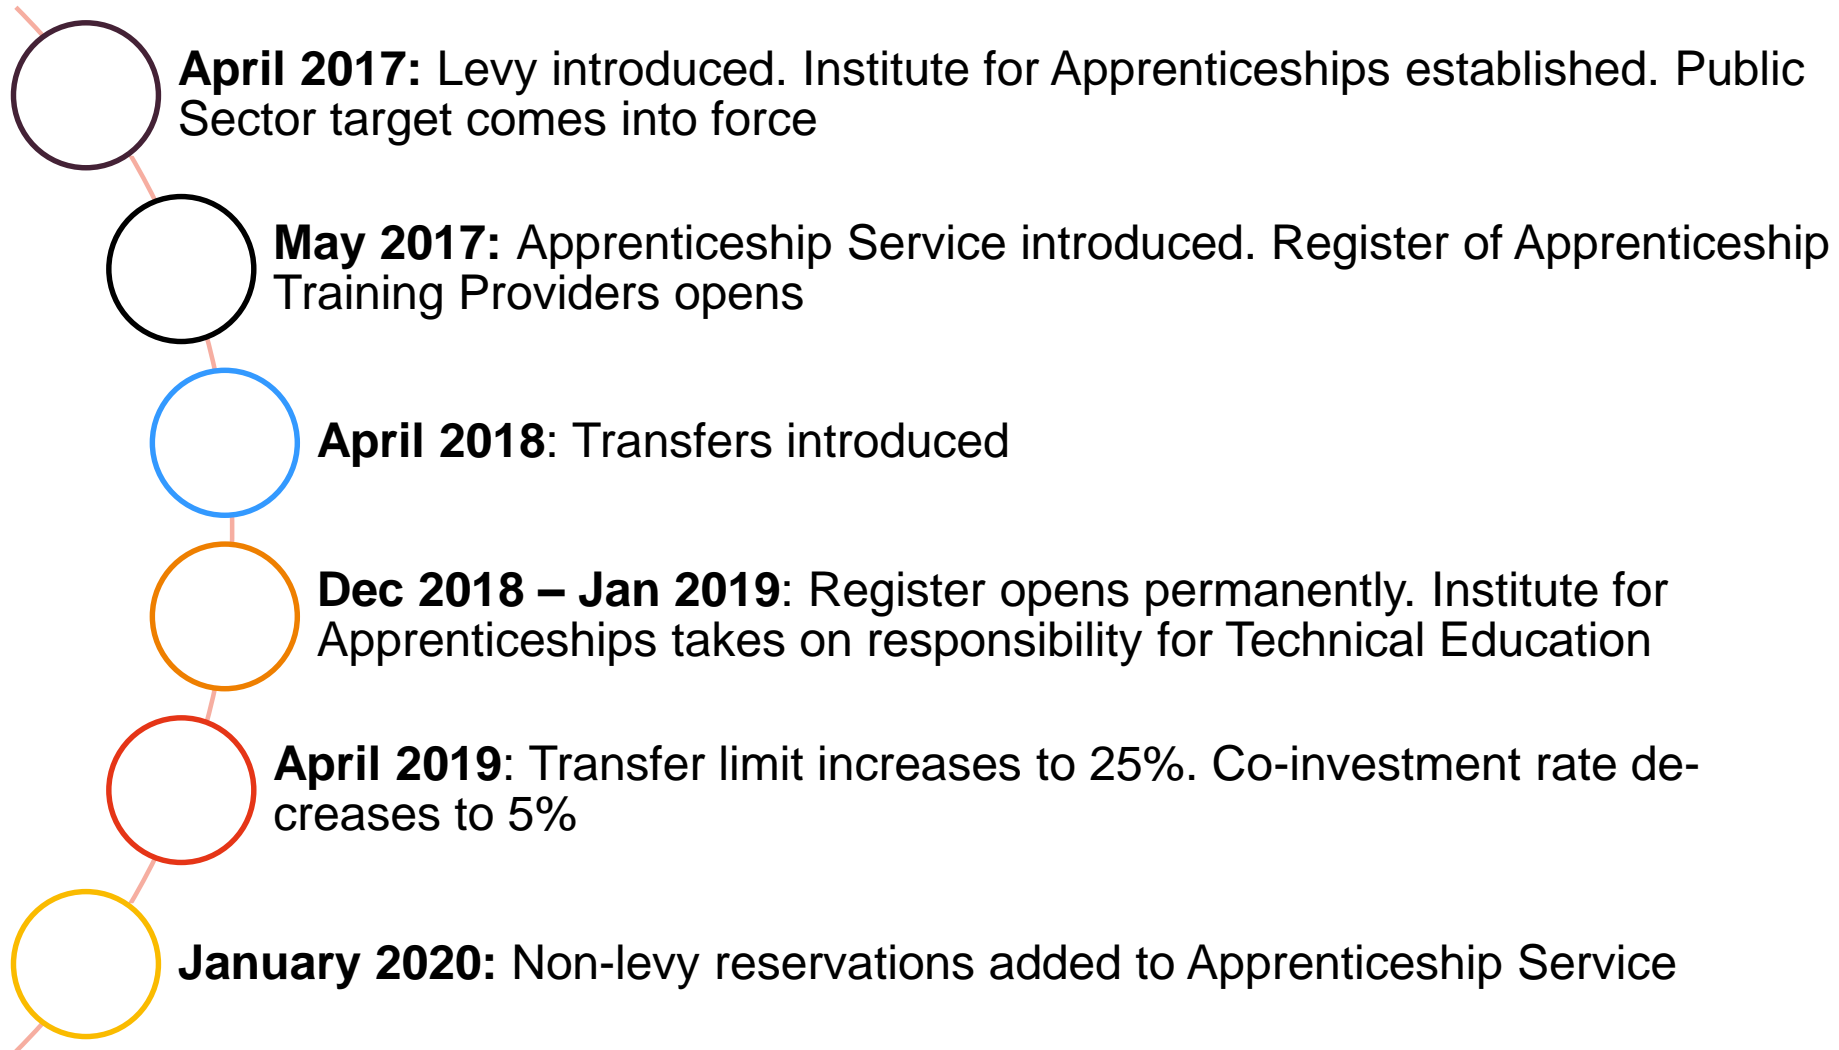 April 2017: Levy introduced. Institute for Apprenticeships established. Public
Sector target comes into force
May 2017: Apprenticeship Service introduced. Register of Apprenticeship
Training Providers opens
April 2018: Transfers introduced
Dec 2018 – Jan 2019: Register opens permanently. Institute for
Apprenticeships takes on responsibility for Technical Education
April 2019: Transfer limit increases to 25%. Co-investment rate de-
creases to 5%
January 2020: Non-levy reservations added to Apprenticeship Service